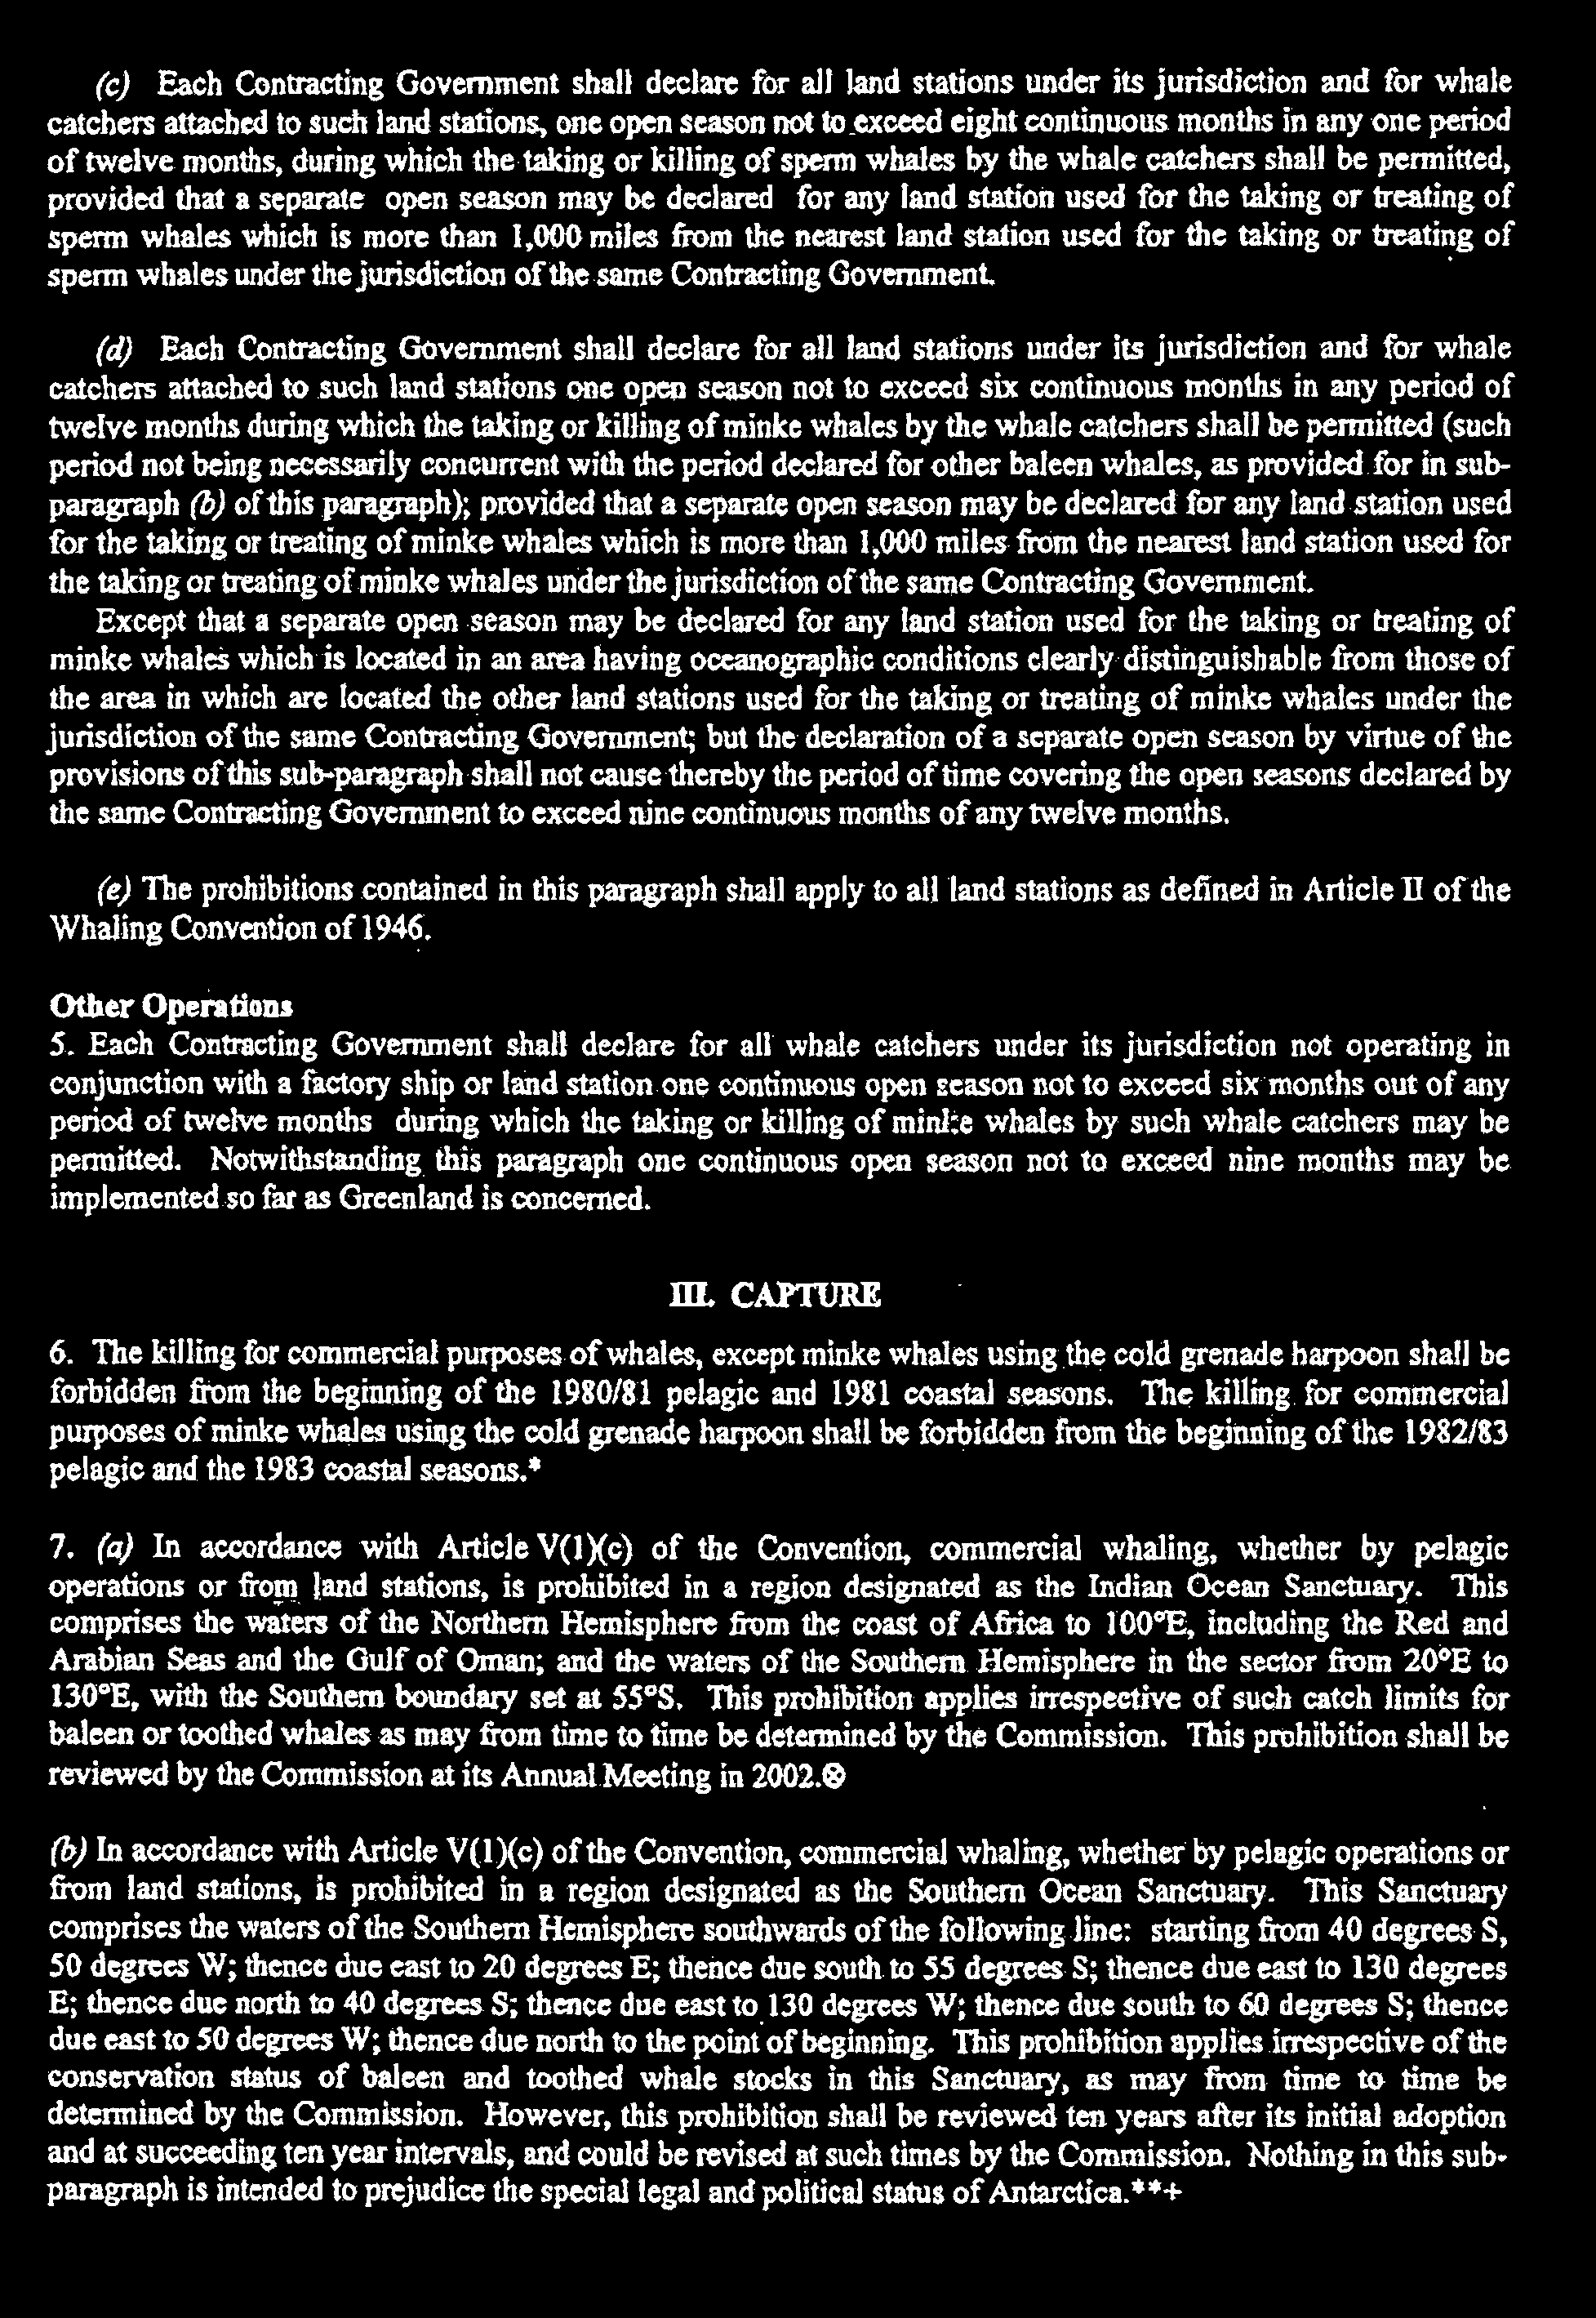 (c) Each Contracting Government shall declare for all land stations under its jurisdiction and for whale
catchers attached to such land stations, one open season not to exceed eight continuous months in any one period
of twelve months, during which the taking or killing of sperm whales by the whale catchers shall be permitted,
provided that a separate open season may be declared for any land station used for the taking or treating of
sperm whales which is more than 1,000 miles from the nearest land station used for the taking or treating of
sperm whales under the jurisdiction of the same Contracting Government.
(d) Each Contracting Government shall declare for all land stations under its jurisdiction and for whale
catchers attached to such land stations one open season not to exceed six continuous months in any period of
twelve months during which the taking or killing of minke whales by the whale catchers shall be permitted (such
period not being necessarily concurrent with the period declared for other baleen whales, as provided for in sub-
paragraph (b) of this paragraph); provided that a separate open season may be declared for any land station used
for the taking or treating of minke whales which is more than 1,000 miles from the nearest land station used for
the taking or treating of minke whales under the jurisdiction of the same Contracting Government.
Except that a separate open season may be declared for any land station used for the taking or treating of
minke whales which is located in an area having oceanographic conditions clearly distinguishable from those of
the area in which are located the other land stations used for the taking or treating of minke whales under the
jurisdiction of the same Contracting Government; but the declaration of a separate open season by virtue of the
provisions of this sub-paragraph shall not cause thereby the period of time covering the open seasons declared by
the same Contracting Government to exceed nine continuous months of any twelve months.
(e) The prohibitions contained in this paragraph shall apply to all land stations as defined in Article II of the
Whaling Convention of 1946.
Other Operations
5. Each Contracting Government shall declare for all whale catchers under its jurisdiction not operating in
conjunction with a factory ship or land station one continuous open season not to exceed six months out of any
period of twelve months during which the taking or killing of minke whales by such whale catchers may be
permitted. Notwithstanding this paragraph one continuous open season not to exceed nine months may be
implemented so far as Greenland is concerned.
III. CAPTURE
6. The killing for commercial purposes of whales, except minke whales using the cold grenade harpoon shall be
forbidden from the beginning of the 1980/81 pelagic and 1981 coastal seasons. The killing for commercial
purposes of minke whales using the cold grenade harpoon shall be forbidden from the beginning of the 1982/83
pelagic and the 1983 coastal seasons.*
7. (a) In accordance with Article V(1)(c) of the Convention, commercial whaling, whether by pelagic
operations or from land stations, is prohibited in a region designated as the Indian Ocean Sanctuary. This
comprises the waters of the Northern Hemisphere from the coast of Africa to 100°E, including the Red and
Arabian Seas and the Gulf of Oman; and the waters of the Southern Hemisphere in the sector from 20°E to
130°E, with the Southern boundary set at 55°S. This prohibition applies irrespective of such catch limits for
baleen or toothed whales as may from time to time be determined by the Commission. This prohibition shall be
reviewed by the Commission at its Annual Meeting in 2002.⊗
(b) In accordance with Article V(1)(c) of the Convention, commercial whaling, whether by pelagic operations or
from land stations, is prohibited in a region designated as the Southern Ocean Sanctuary. This Sanctuary
comprises the waters of the Southern Hemisphere southwards of the following line: starting from 40 degrees S,
50 degrees W; thence due east to 20 degrees E; thence due south to 55 degrees S; thence due east to 130 degrees
E; thence due north to 40 degrees S; thence due east to 130 degrees W; thence due south to 60 degrees S; thence
due east to 50 degrees W; thence due north to the point of beginning. This prohibition applies irrespective of the
conservation status of baleen and toothed whale stocks in this Sanctuary, as may from time to time be
determined by the Commission. However, this prohibition shall be reviewed ten years after its initial adoption
and at succeeding ten year intervals, and could be revised at such times by the Commission. Nothing in this sub-
paragraph is intended to prejudice the special legal and political status of Antarctica.**+